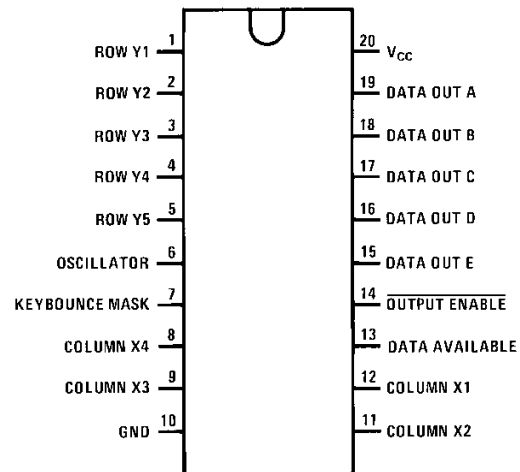 ROW Y1 1
20 VCC
ROW Y2 2
19 DATA OUT A
ROW Y3 3
18 DATA OUT B
ROW Y4 4
17 DATA OUT C
ROW Y5 5
16 DATA OUT D
OSCILLATOR 6
15 DATA OUT E
KEYBOUNCE MASK 7
14 OUTPUT ENABLE
COLUMN X4 8
13 DATA AVAILABLE
COLUMN X3 9
12 COLUMN X1
GND 10
11 COLUMN X2